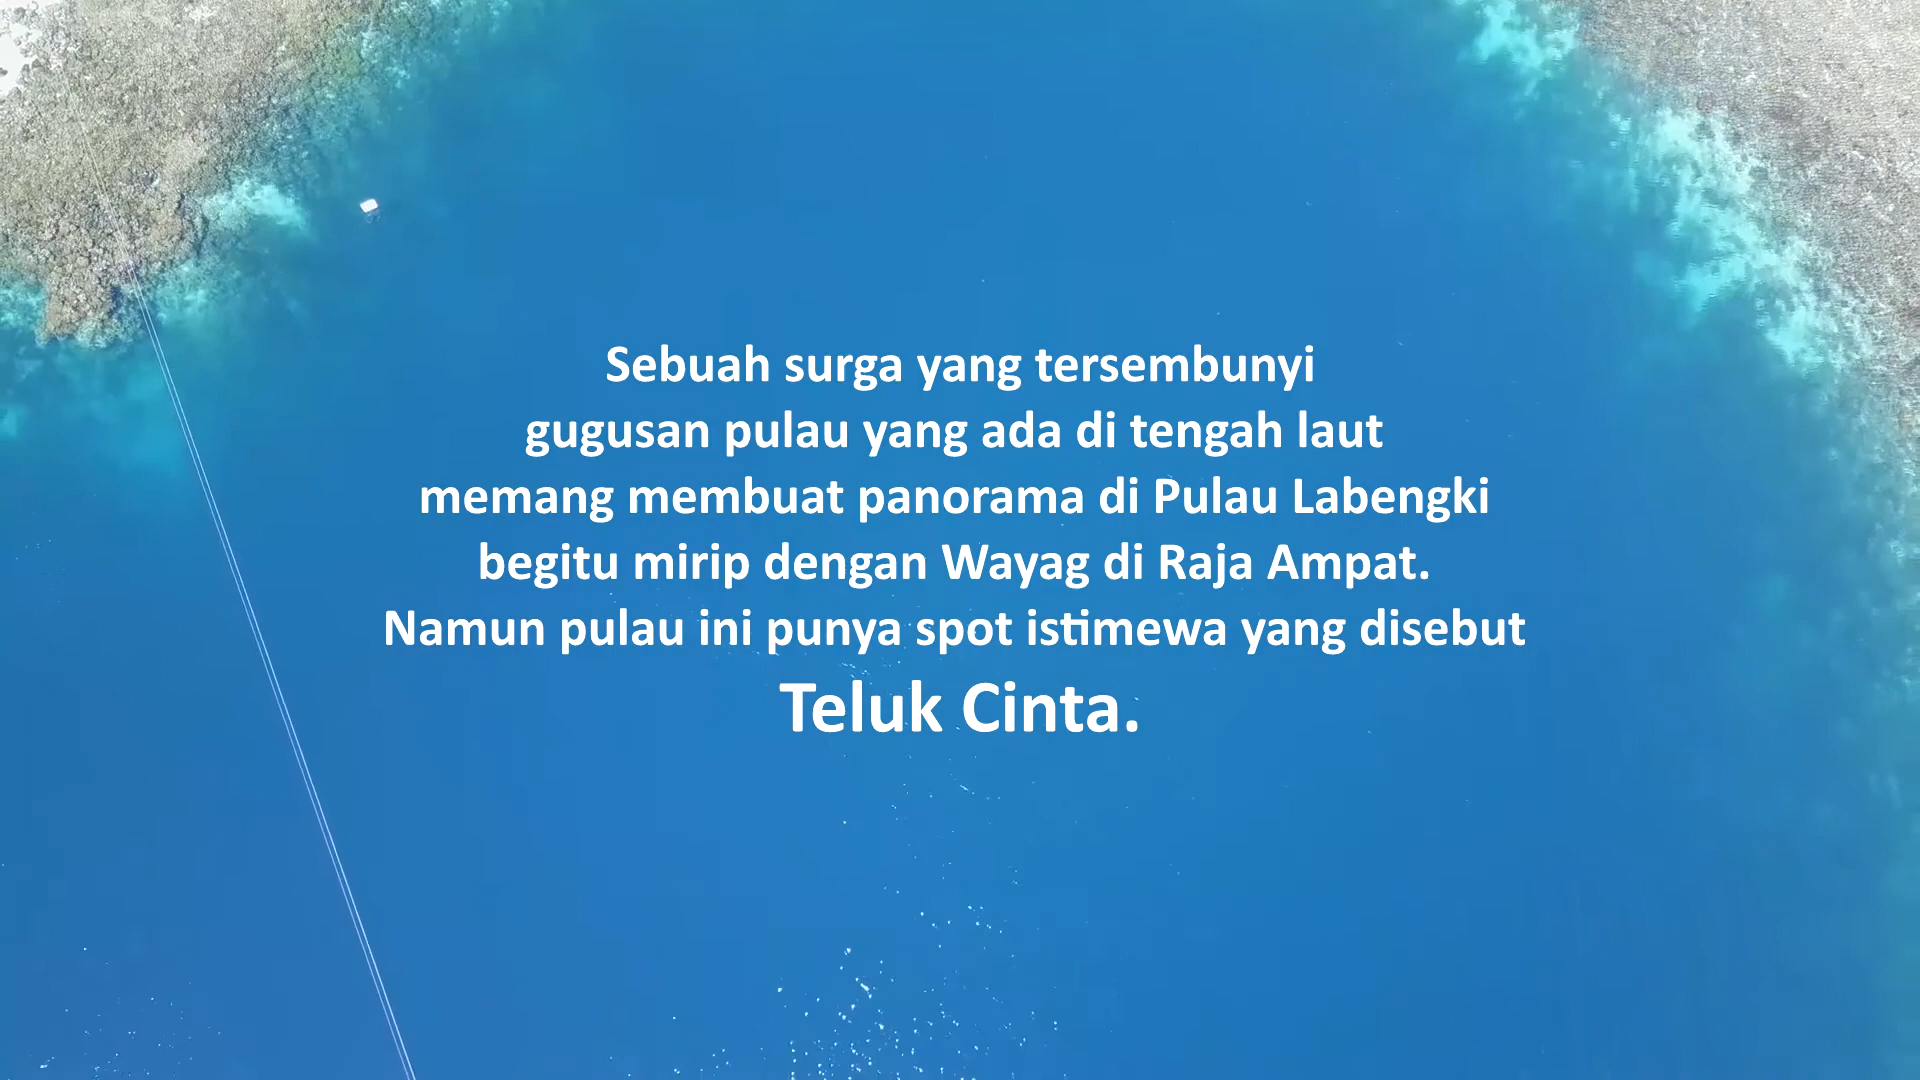 Sebuah surga yang tersembunyi
gugusan pulau yang ada di tengah laut
memang membuat panorama di Pulau Labengki
begitu mirip dengan Wayag di Raja Ampat.
Namun pulau ini punya spot istimewa yang disebut
Teluk Cinta.